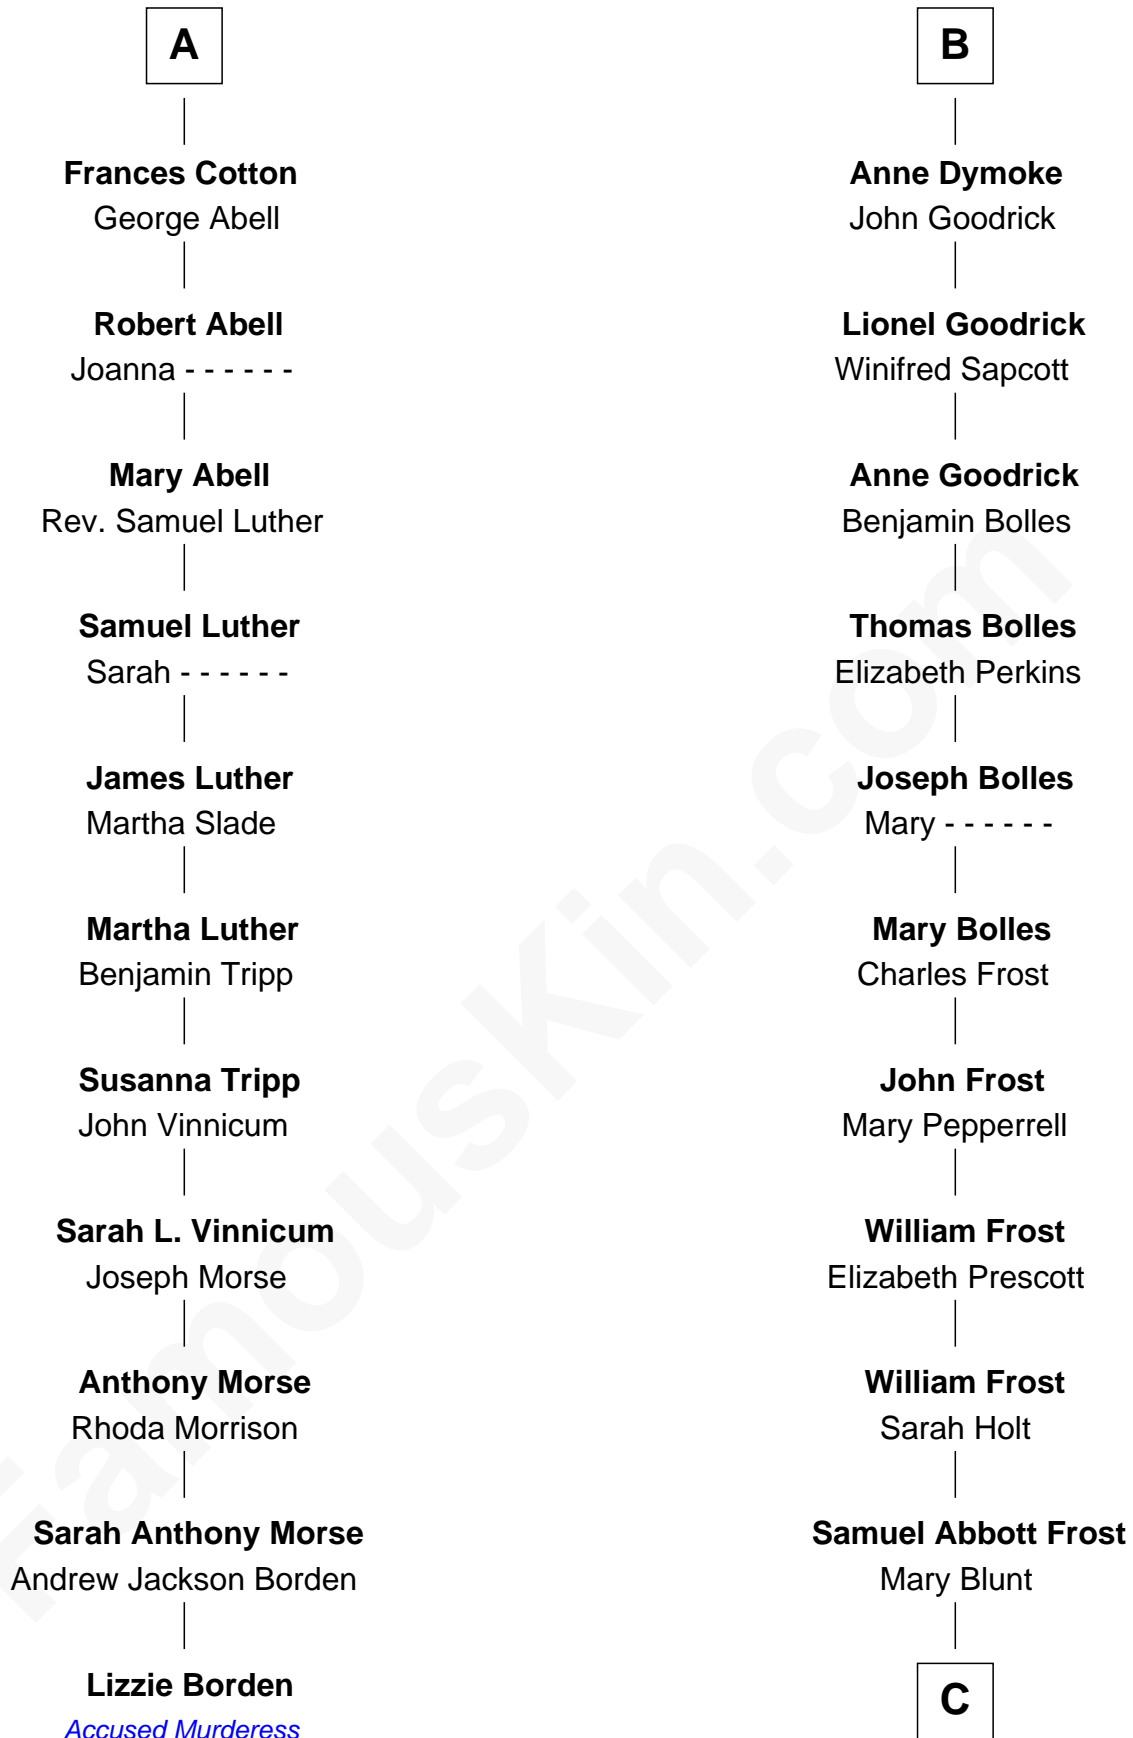 A
Frances Cotton
George Abell
Robert Abell
Joanna - - - - - -
Mary Abell
Rev. Samuel Luther
Samuel Luther
Sarah - - - - - -
James Luther
Martha Slade
Martha Luther
Benjamin Tripp
Susanna Tripp
John Vinnicum
Sarah L. Vinnicum
Joseph Morse
Anthony Morse
Rhoda Morrison
Sarah Anthony Morse
Andrew Jackson Borden
Lizzie Borden
Accused Murderess
B
Anne Dymoke
John Goodrick
Lionel Goodrick
Winifred Sapcott
Anne Goodrick
Benjamin Bolles
Thomas Bolles
Elizabeth Perkins
Joseph Bolles
Mary - - - - - -
Mary Bolles
Charles Frost
John Frost
Mary Pepperrell
William Frost
Elizabeth Prescott
William Frost
Sarah Holt
Samuel Abbott Frost
Mary Blunt
C
FamousKin.com